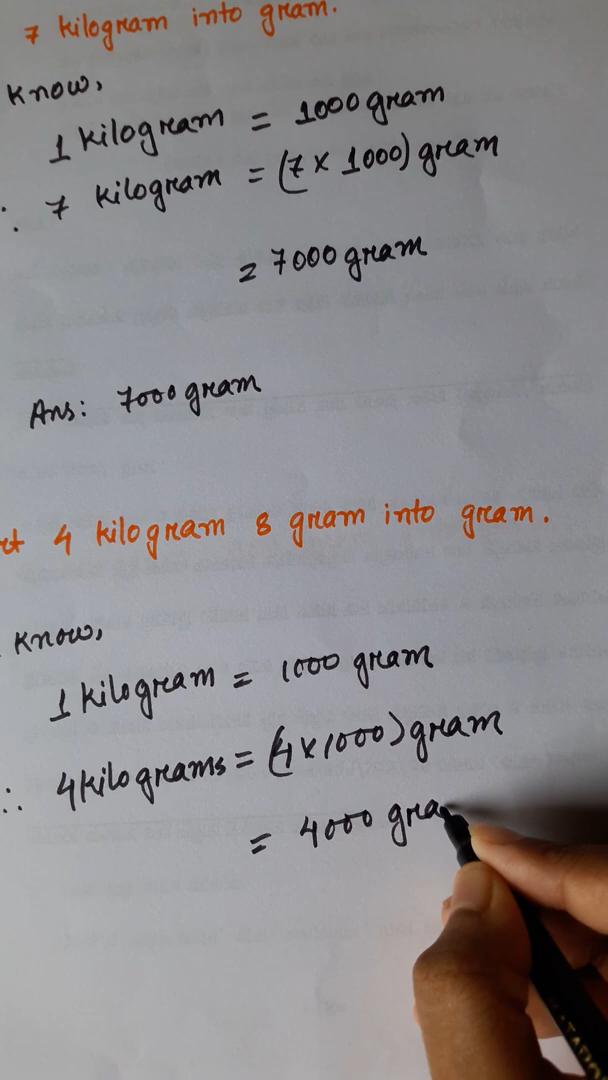 7 kilogram into gram.
Know,
1 kilogram = 1000 gram
∴ 7 kilogram = (7 × 1000) gram
= 7000 gram
Ans: 7000 gram
4 kilogram 8 gram into gram.
Know,
1 kilogram = 1000 gram
∴ 4 kilograms = (4 × 1000) gram
= 4000 gra